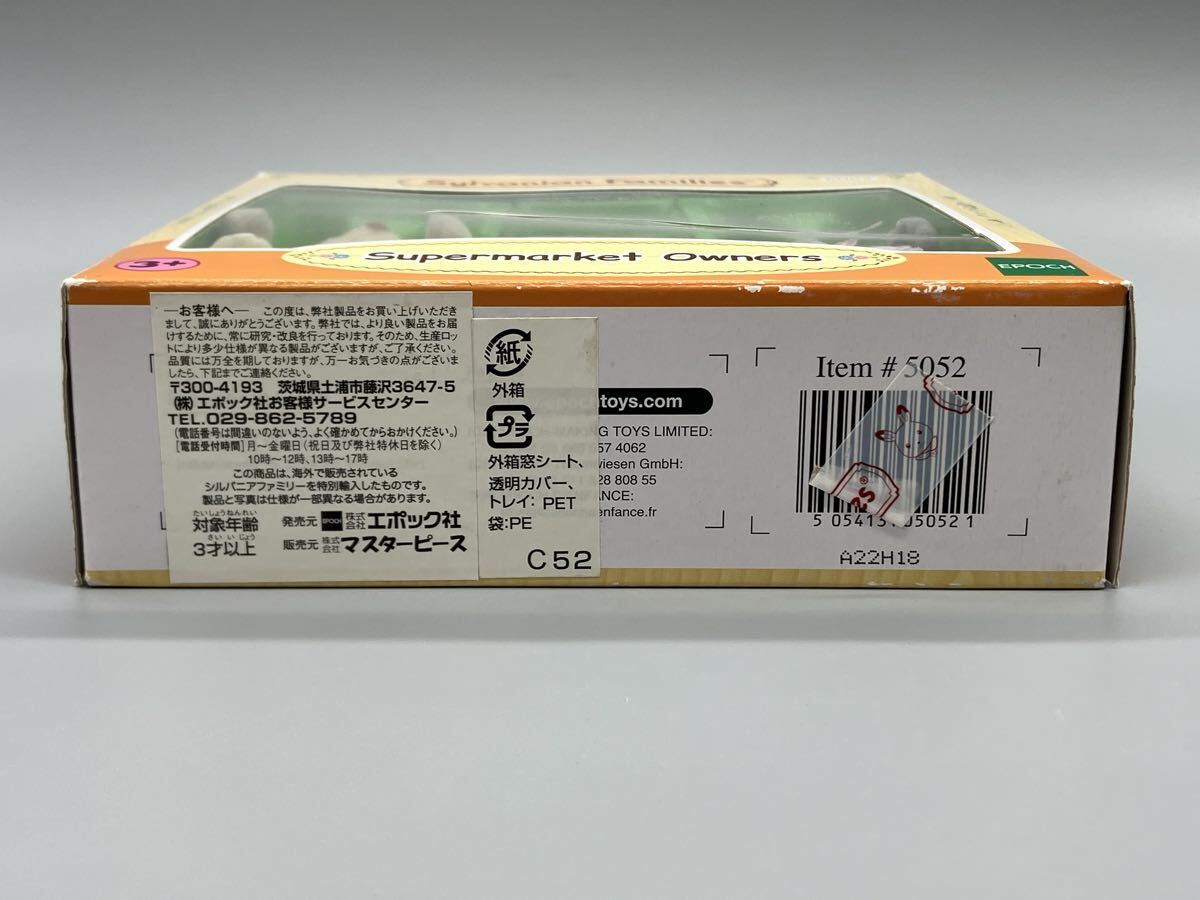 Sylvanian Families
3+
Supermarket Owners
EPOCH
―お客様へ―　この度は、弊社製品をお買い上げいただき
まして、誠にありがとうございます。弊社では、より良い製品をお届
けするために、常に研究・改良を行っております。そのため、生産ロッ
トにより多少仕様が異なる製品がございますが、ご了承ください。
品質には万全を期しておりますが、万一お気づきの点がございま
したら、下記までご連絡ください。
〒300-4193　茨城県土浦市藤沢3647-5
(株)エポック社お客様サービスセンター
TEL.029-862-5789
(電話番号は間違いのないよう、よく確かめてからおかけください。)
[電話受付時間]月～金曜日(祝日及び弊社特休日を除く)
10時～12時、13時～17時
この商品は、海外で販売されている
シルバニアファミリーを特別輸入したものです。
製品と写真は仕様が一部異なる場合があります。
たいしょうねんれい
対象年齢
さい いじょう
3才以上
発売元 EPOCH 株式会社 エポック社
販売元 株式会社 マスターピース
紙
外箱
プラ
外箱窓シート、
透明カバー、
トレイ: PET
袋:PE
C52
www.epochtoys.com
G TOYS LIMITED:
57 4062
wiesen GmbH:
28 808 55
ANCE:
enfance.fr
Item # 5052
5 054131 05052 1
A22H18